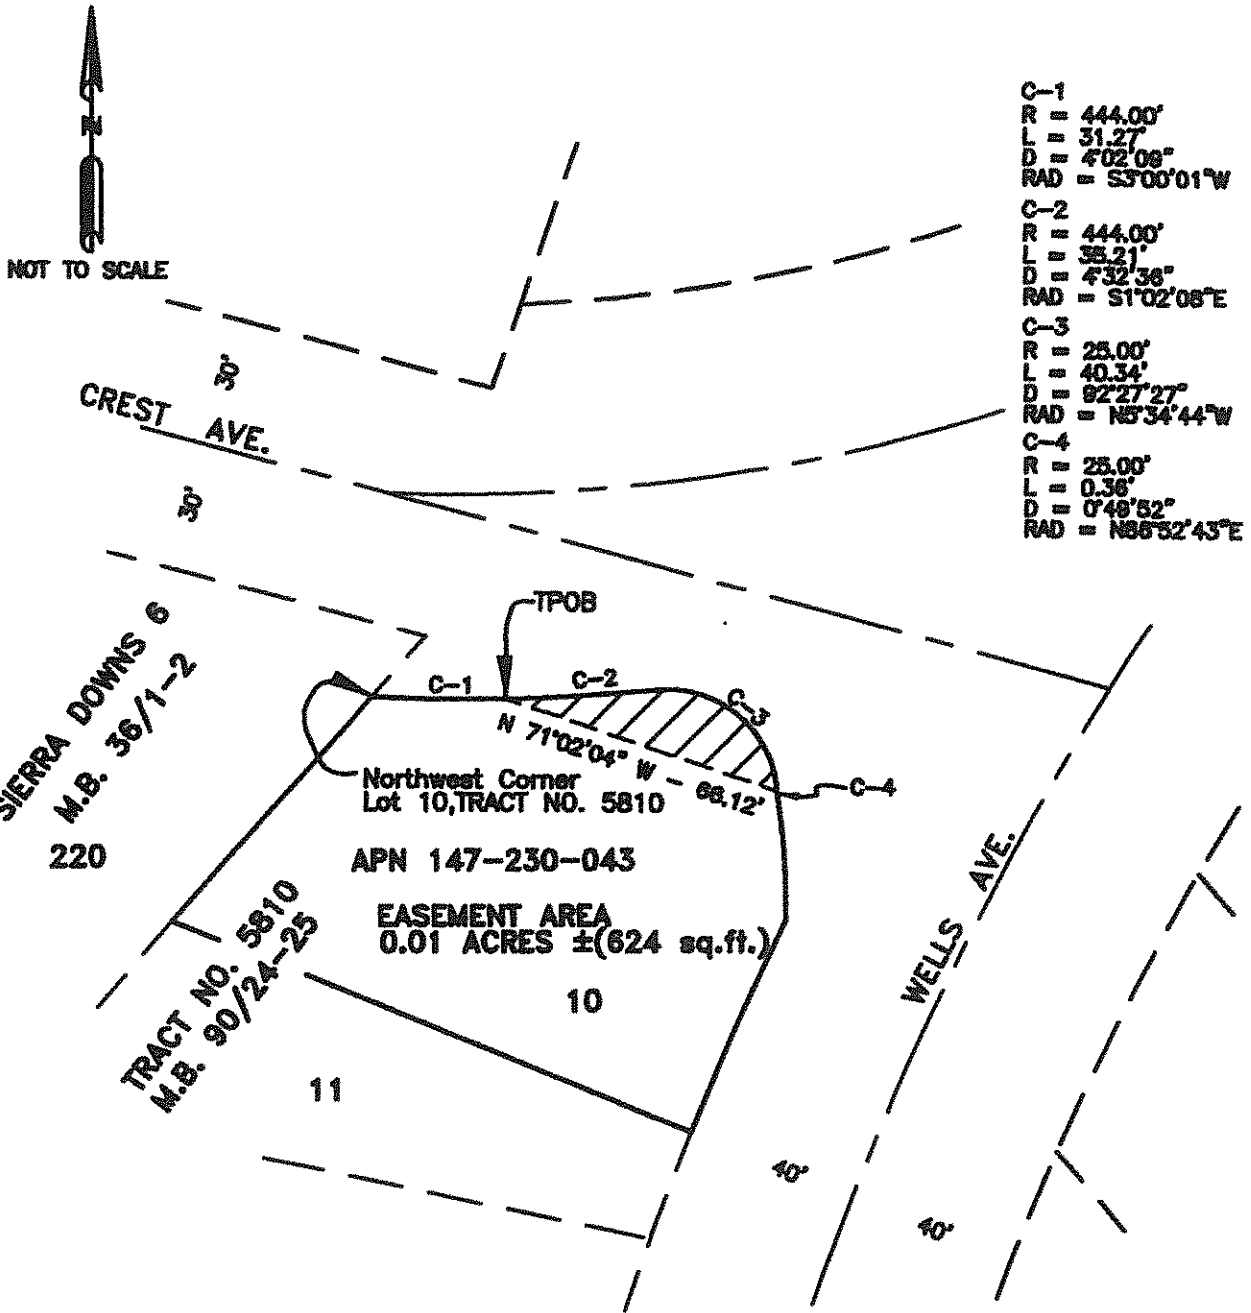 N
NOT TO SCALE
C-1
R = 444.00'
L = 31.27'
D = 4°02'09"
RAD = S3°00'01"W
C-2
R = 444.00'
L = 35.21'
D = 4°32'36"
RAD = S1°02'08"E
C-3
R = 25.00'
L = 40.34'
D = 92°27'27"
RAD = N5°34'44"W
C-4
R = 25.00'
L = 0.36'
D = 0°49'52"
RAD = N86°52'43"E
30'
CREST AVE.
30'
TPOB
SIERRA DOWNS 6
M.B. 36/1-2
220
C-1
C-2
C-3
N 71°02'04" W - 68.12'
C-4
Northwest Corner
Lot 10,TRACT NO. 5810
APN 147-230-043
EASEMENT AREA
0.01 ACRES ±(624 sq.ft.)
WELLS AVE.
TRACT NO. 5810
M.B. 90/24-25
10
11
40'
40'